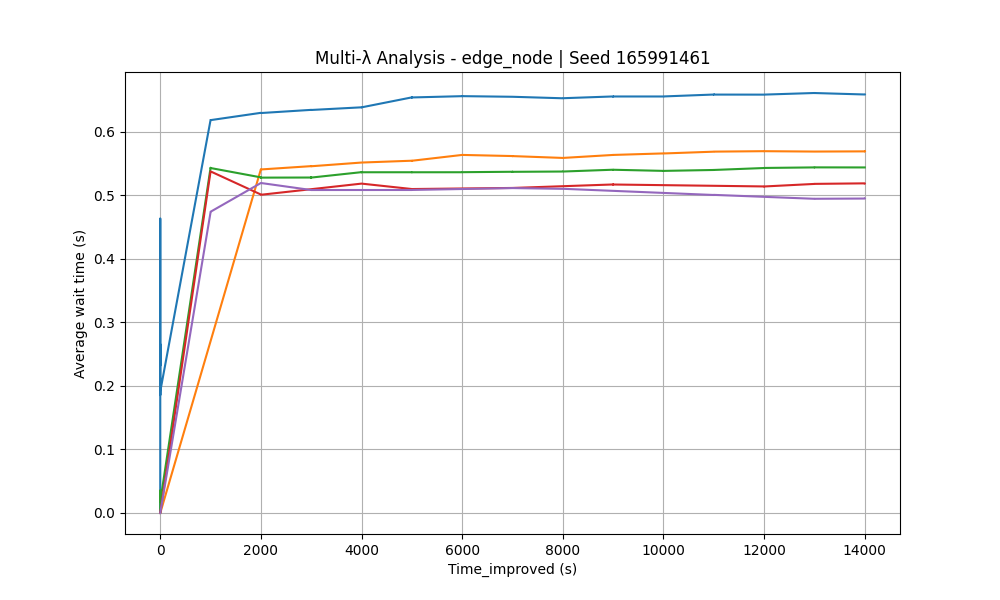 Multi-λ Analysis - edge_node | Seed 165991461
Average wait time (s)
0.6
0.5
0.4
0.3
0.2
0.1
0.0
0 2000 4000 6000 8000 10000 12000 14000
Time_improved (s)